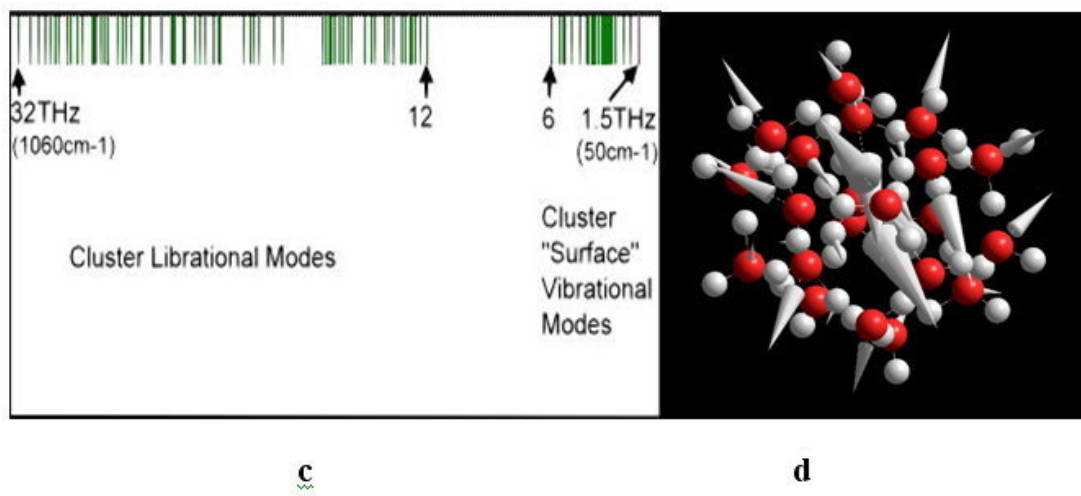 32THz
(1060cm-1)
12
6
1.5THz
(50cm-1)
Cluster Librational Modes
Cluster
"Surface"
Vibrational
Modes
c
d